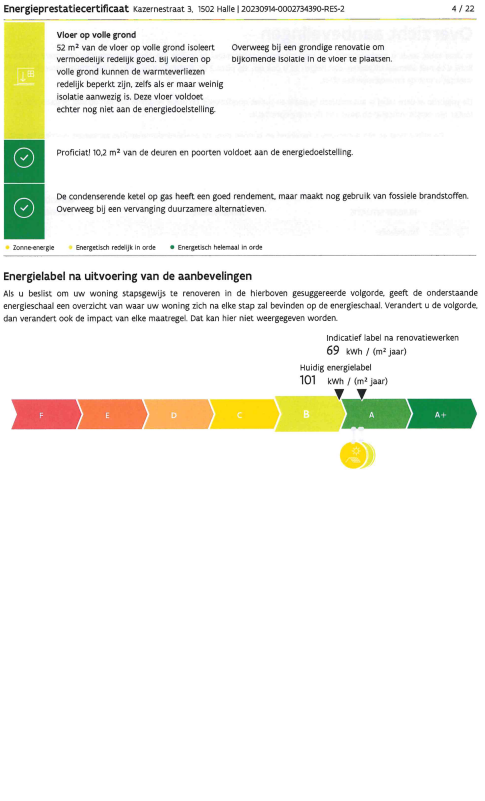 Energieprestatiecertificaat Kazernestraat 3, 1502 Halle | 20230914-0002734390-RES-2 4 / 22
Vloer op volle grond
52 m² van de vloer op volle grond isoleert
vermoedelijk redelijk goed. Bij vloeren op
volle grond kunnen de warmteverliezen
redelijk beperkt zijn, zelfs als er maar weinig
isolatie aanwezig is. Deze vloer voldoet
echter nog niet aan de energiedoelstelling.
Overweeg bij een grondige renovatie om
bijkomende isolatie in de vloer te plaatsen.
Proficiat! 10,2 m² van de deuren en poorten voldoet aan de energiedoelstelling.
De condenserende ketel op gas heeft een goed rendement, maar maakt nog gebruik van fossiele brandstoffen.
Overweeg bij een vervanging duurzamere alternatieven.
Zonne-energie Energetisch redelijk in orde Energetisch helemaal in orde
Energielabel na uitvoering van de aanbevelingen
Als u beslist om uw woning stapsgewijs te renoveren in de hierboven gesuggereerde volgorde, geeft de onderstaande
energieschaal een overzicht van waar uw woning zich na elke stap zal bevinden op de energieschaal. Verandert u de volgorde,
dan verandert ook de impact van elke maatregel. Dat kan hier niet weergegeven worden.
Indicatief label na renovatiewerken
69 kWh / (m² jaar)
Huidig energielabel
101 kWh / (m² jaar)
F E D C B A A+